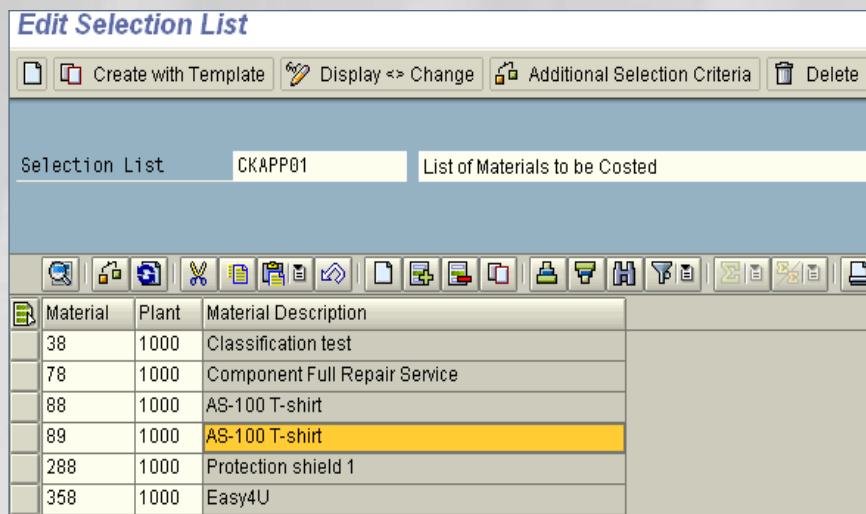 Edit Selection List
Create with Template Display <> Change Additional Selection Criteria Delete
Selection List CKAPP01 List of Materials to be Costed
Material Plant Material Description
38 1000 Classification test
78 1000 Component Full Repair Service
88 1000 AS-100 T-shirt
89 1000 AS-100 T-shirt
288 1000 Protection shield 1
358 1000 Easy4U